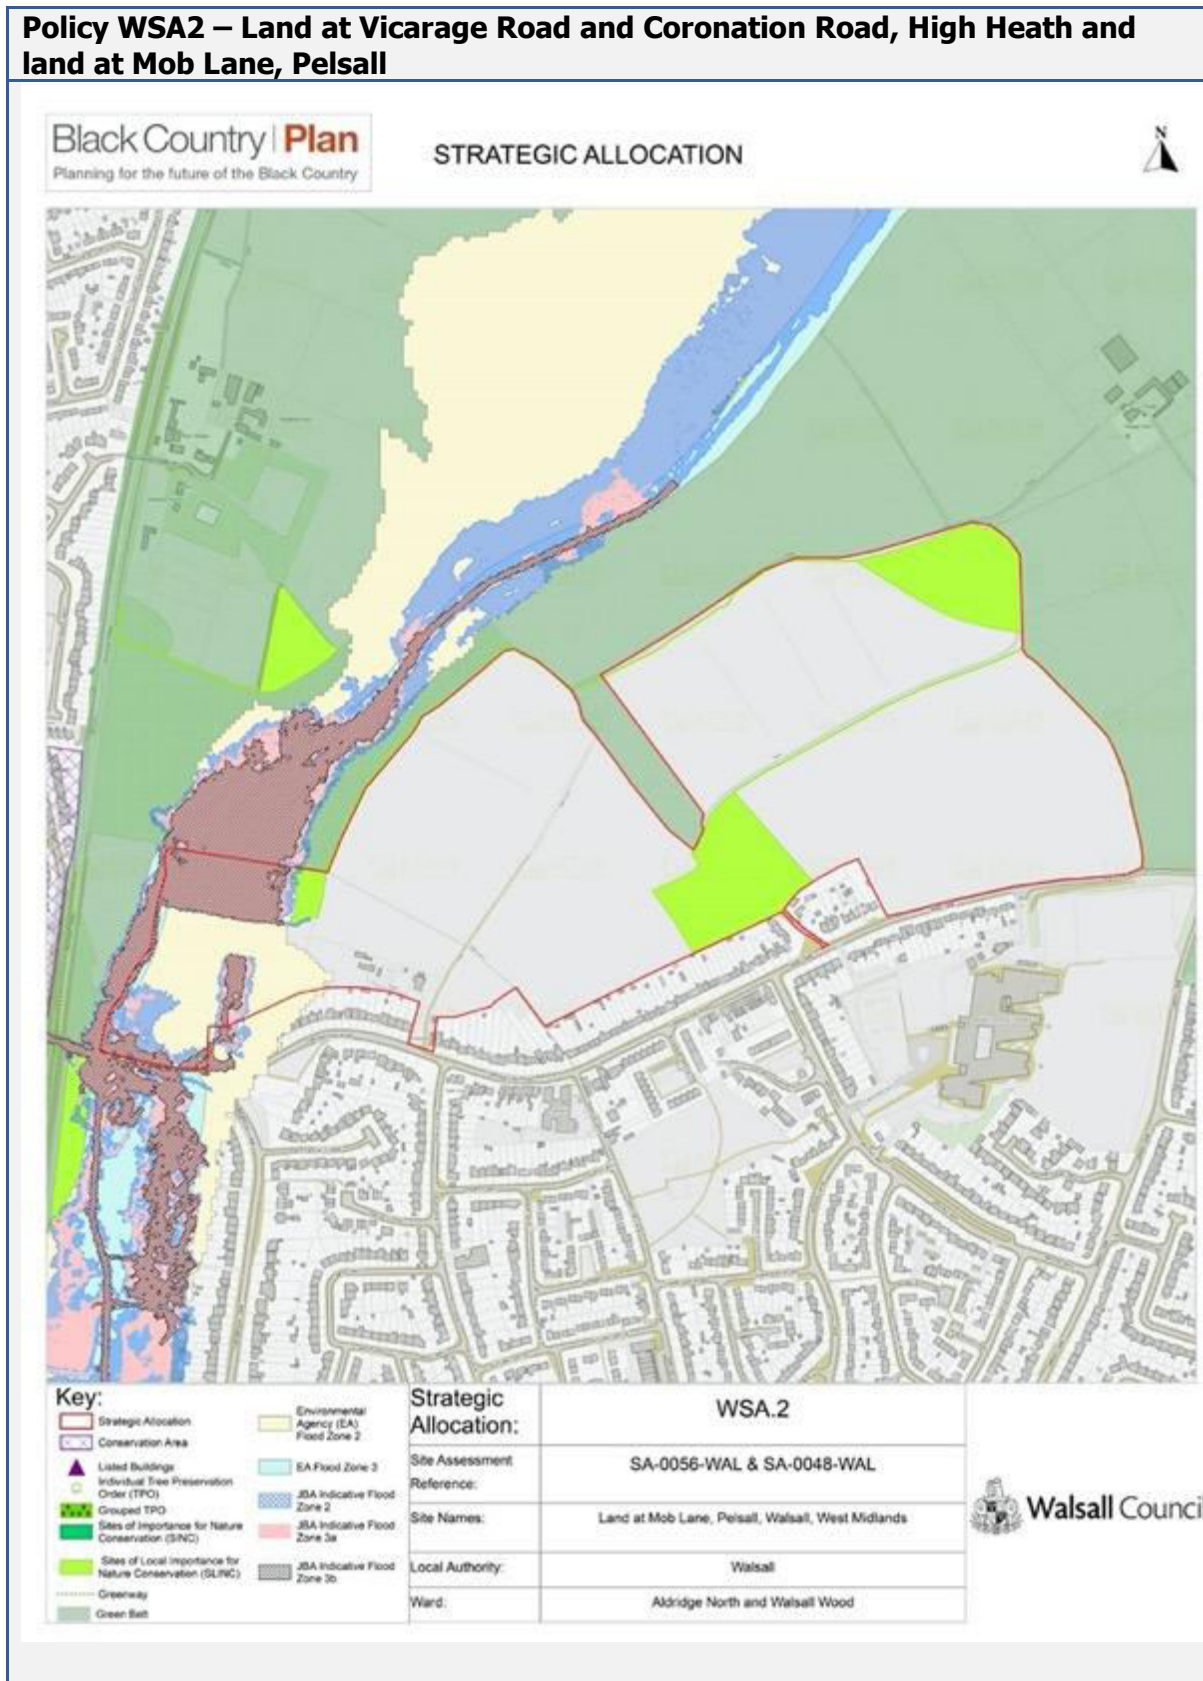 Policy WSA2 – Land at Vicarage Road and Coronation Road, High Heath and
land at Mob Lane, Pelsall
Black Country | Plan
Planning for the future of the Black Country
STRATEGIC ALLOCATION
N
Key:
Strategic Allocation
Conservation Area
Listed Buildings
Individual Tree Preservation
Order (TPO)
Grouped TPO
Sites of Importance for Nature
Conservation (SINC)
Sites of Local Importance for
Nature Conservation (SLINC)
Greenway
Green Belt
Environmental
Agency (EA)
Flood Zone 2
EA Flood Zone 3
JBA Indicative Flood
Zone 2
JBA Indicative Flood
Zone 3a
JBA Indicative Flood
Zone 3b
Strategic
Allocation:
WSA.2
Site Assessment
Reference:
SA-0056-WAL & SA-0048-WAL
Site Names:
Land at Mob Lane, Pelsall, Walsall, West Midlands
Local Authority:
Walsall
Ward:
Aldridge North and Walsall Wood
Walsall Counci